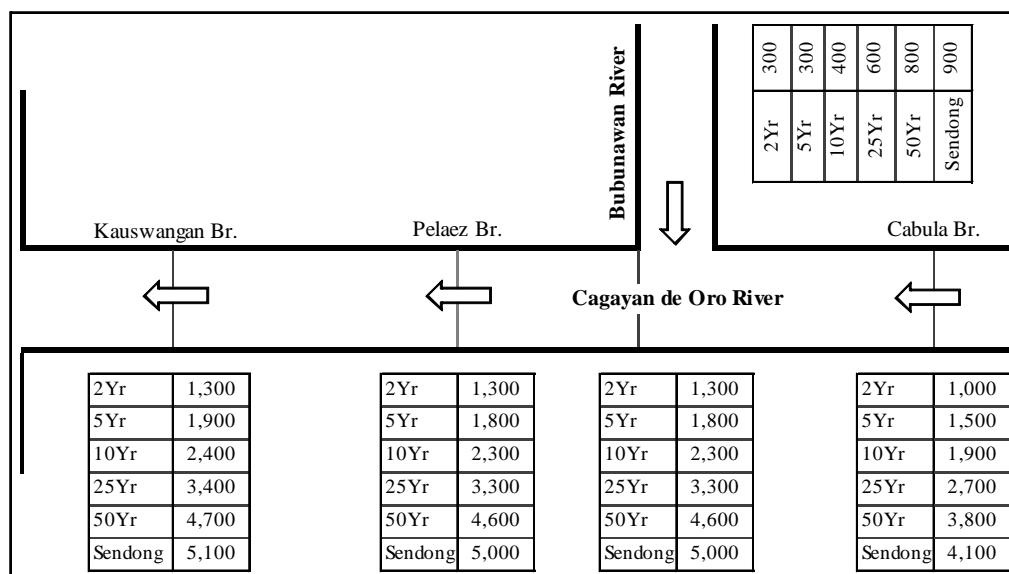 Bubunawan River
300 300 400 600 800 900
2Yr 5Yr 10Yr 25Yr 50Yr Sendong
Kauswangan Br. Pelaez Br. Cabula Br.
Cagayan de Oro River
2Yr 1,300 2Yr 1,300 2Yr 1,300 2Yr 1,000
5Yr 1,900 5Yr 1,800 5Yr 1,800 5Yr 1,500
10Yr 2,400 10Yr 2,300 10Yr 2,300 10Yr 1,900
25Yr 3,400 25Yr 3,300 25Yr 3,300 25Yr 2,700
50Yr 4,700 50Yr 4,600 50Yr 4,600 50Yr 3,800
Sendong 5,100 Sendong 5,000 Sendong 5,000 Sendong 4,100